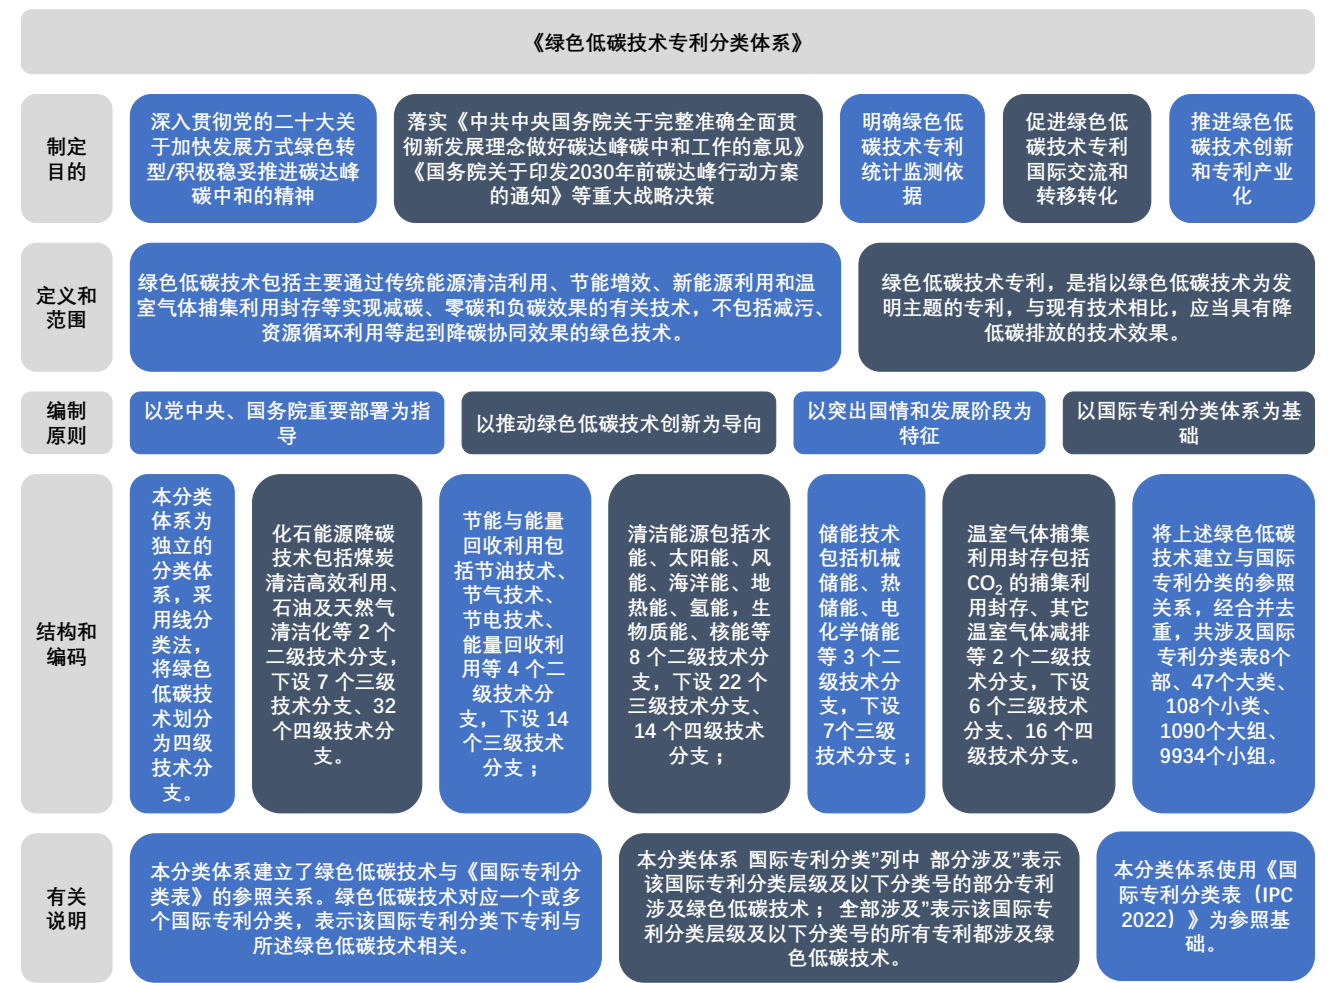 《绿色低碳技术专利分类体系》
制定
目的
深入贯彻党的二十大关
于加快发展方式绿色转
型/积极稳妥推进碳达峰
碳中和的精神
落实《中共中央国务院关于完整准确全面贯
彻新发展理念做好碳达峰碳中和工作的意见》
《国务院关于印发2030年前碳达峰行动方案
的通知》等重大战略决策
明确绿色低
碳技术专利
统计监测依
据
促进绿色低
碳技术专利
国际交流和
转移转化
推进绿色低
碳技术创新
和专利产业
化
定义和
范围
绿色低碳技术包括主要通过传统能源清洁利用、节能增效、新能源利用和温
室气体捕集利用封存等实现减碳、零碳和负碳效果的有关技术，不包括减污、
资源循环利用等起到降碳协同效果的绿色技术。
绿色低碳技术专利，是指以绿色低碳技术为发
明主题的专利，与现有技术相比，应当具有降
低碳排放的技术效果。
编制
原则
以党中央、国务院重要部署为指
导
以推动绿色低碳技术创新为导向
以突出国情和发展阶段为
特征
以国际专利分类体系为基
础
结构和
编码
本分类
体系为
独立的
分类体
系，采
用线分
类法，
将绿色
低碳技
术划分
为四级
技术分
支。
化石能源降碳
技术包括煤炭
清洁高效利用、
石油及天然气
清洁化等 2 个
二级技术分支，
下设 7 个三级
技术分支、32
个四级技术分
支。
节能与能量
回收利用包
括节油技术、
节气技术、
节电技术、
能量回收利
用等 4 个二
级技术分
支，下设 14
个三级技术
分支；
清洁能源包括水
能、太阳能、风
能、海洋能、地
热能、氢能，生
物质能、核能等
8 个二级技术分
支，下设 22 个
三级技术分支、
14 个四级技术
分支；
储能技术
包括机械
储能、热
储能、电
化学储能
等 3 个二
级技术分
支，下设
7个三级
技术分支；
温室气体捕集
利用封存包括
CO₂ 的捕集利
用封存、其它
温室气体减排
等 2 个二级技
术分支，下设
6 个三级技术
分支、16 个四
级技术分支。
将上述绿色低碳
技术建立与国际
专利分类的参照
关系，经合并去
重，共涉及国际
专利分类表8个
部、47个大类、
108个小类、
1090个大组、
9934个小组。
有关
说明
本分类体系建立了绿色低碳技术与《国际专利分
类表》的参照关系。绿色低碳技术对应一个或多
个国际专利分类，表示该国际专利分类下专利与
所述绿色低碳技术相关。
本分类体系 国际专利分类”列中 部分涉及”表示
该国际专利分类层级及以下分类号的部分专利
涉及绿色低碳技术； 全部涉及”表示该国际专
利分类层级及以下分类号的所有专利都涉及绿
色低碳技术。
本分类体系使用《国
际专利分类表（IPC
2022）》为参照基
础。